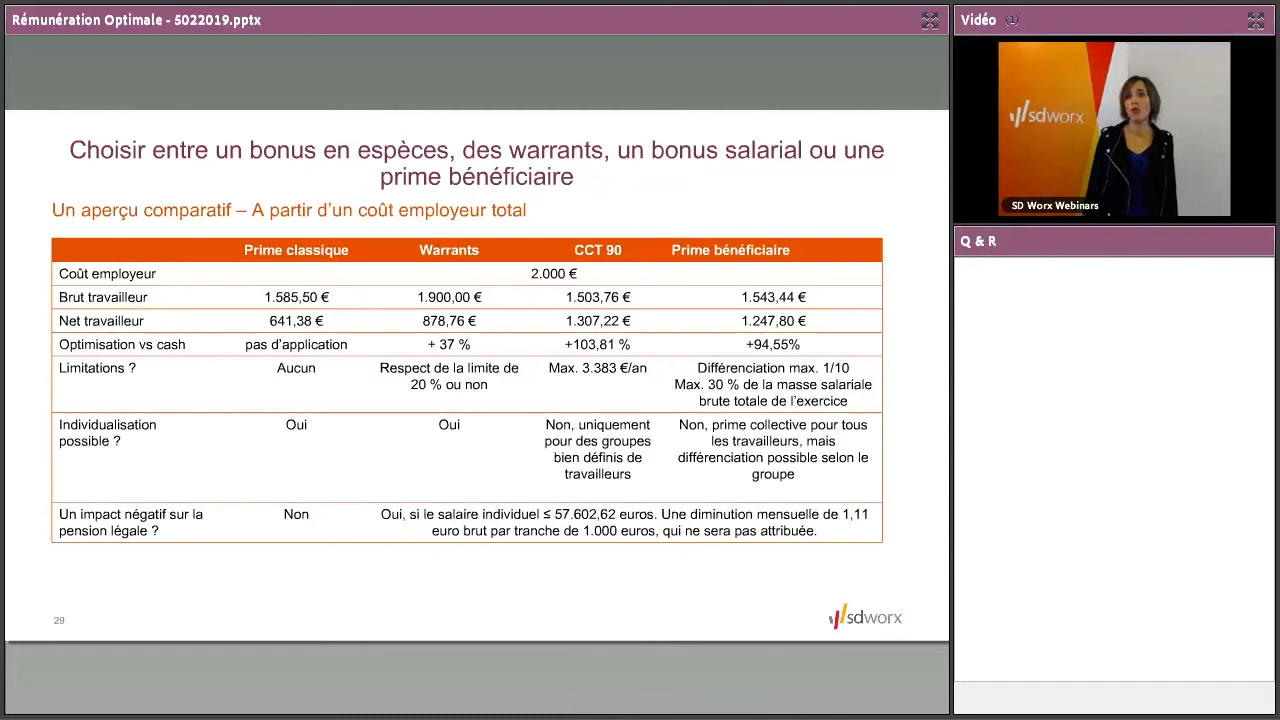 Rémunération Optimale - 5022019.pptx
Vidéo (1)
sdworx
SD Worx Webinars
Q & R
Choisir entre un bonus en espèces, des warrants, un bonus salarial ou une
prime bénéficiaire
Un aperçu comparatif – A partir d'un coût employeur total
Prime classique Warrants CCT 90 Prime bénéficiaire
Coût employeur 2.000 €
Brut travailleur 1.585,50 € 1.900,00 € 1.503,76 € 1.543,44 €
Net travailleur 641,38 € 878,76 € 1.307,22 € 1.247,80 €
Optimisation vs cash pas d'application + 37 % +103,81 % +94,55%
Limitations ? Aucun Respect de la limite de Max. 3.383 €/an Différenciation max. 1/10
20 % ou non Max. 30 % de la masse salariale
brute totale de l'exercice
Individualisation Oui Oui Non, uniquement Non, prime collective pour tous
possible ? pour des groupes les travailleurs, mais
bien définis de différenciation possible selon le
travailleurs groupe
Un impact négatif sur la Non Oui, si le salaire individuel ≤ 57.602,62 euros. Une diminution mensuelle de 1,11
pension légale ? euro brut par tranche de 1.000 euros, qui ne sera pas attribuée.
29
sdworx